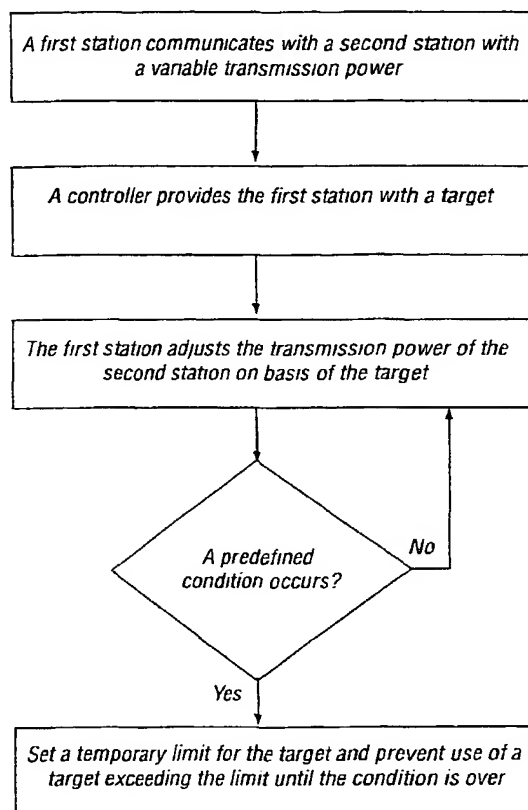 A first station communicates with a second station with
a variable transmission power
A controller provides the first station with a target
The first station adjusts the transmission power of the
second station on basis of the target
A predefined
condition occurs?
No
Yes
Set a temporary limit for the target and prevent use of a
target exceeding the limit until the condition is over